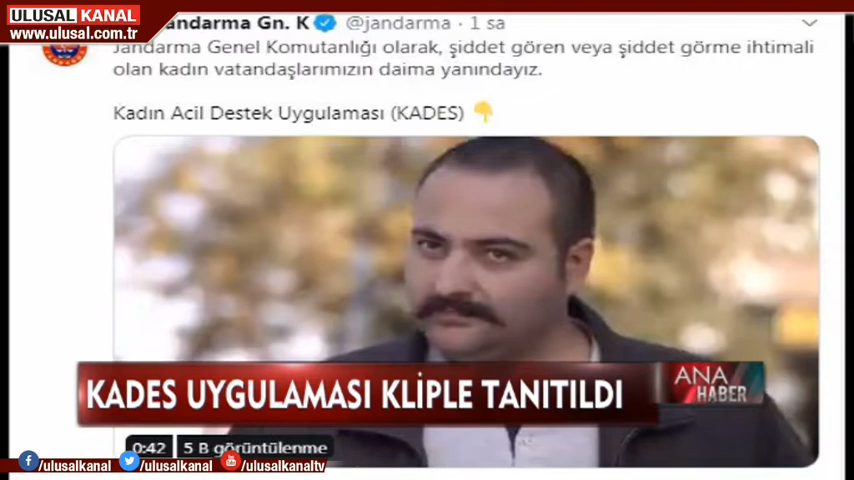 ULUSAL KANAL
www.ulusal.com.tr
Jandarma Gn. K @jandarma · 1 sa
Jandarma Genel Komutanlığı olarak, şiddet gören veya şiddet görme ihtimali
olan kadın vatandaşlarımızın daima yanındayız.
Kadın Acil Destek Uygulaması (KADES) 👇
KADES UYGULAMASI KLİPLE TANITILDI
ANA
HABER
0:42 5 B görüntülenme
/ulusalkanal /ulusalkanal /ulusalkanaltv